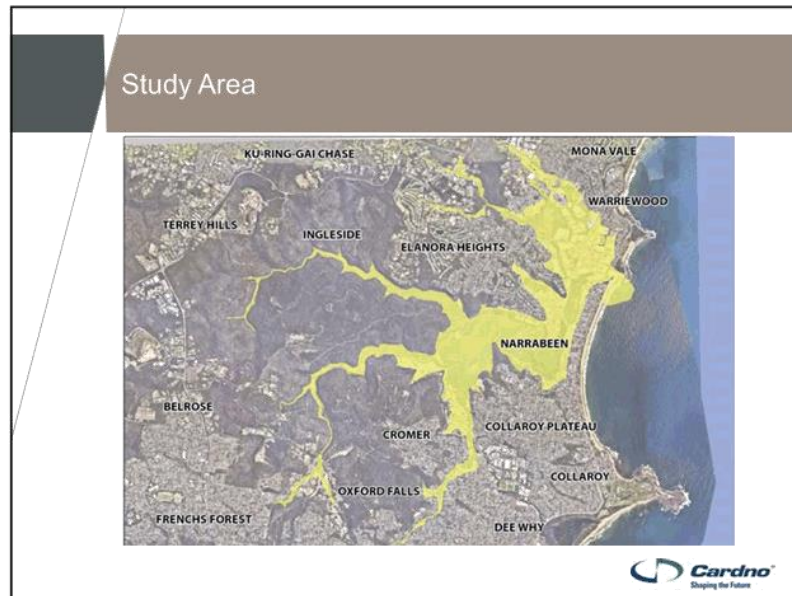 Study Area
KU-RING-GAI CHASE
MONA VALE
WARRIEWOOD
TERREY HILLS
INGLESIDE
ELANORA HEIGHTS
NARRABEEN
BELROSE
CROMER
COLLAROY PLATEAU
COLLAROY
OXFORD FALLS
FRENCHS FOREST
DEE WHY
Cardno®
Shaping the Future